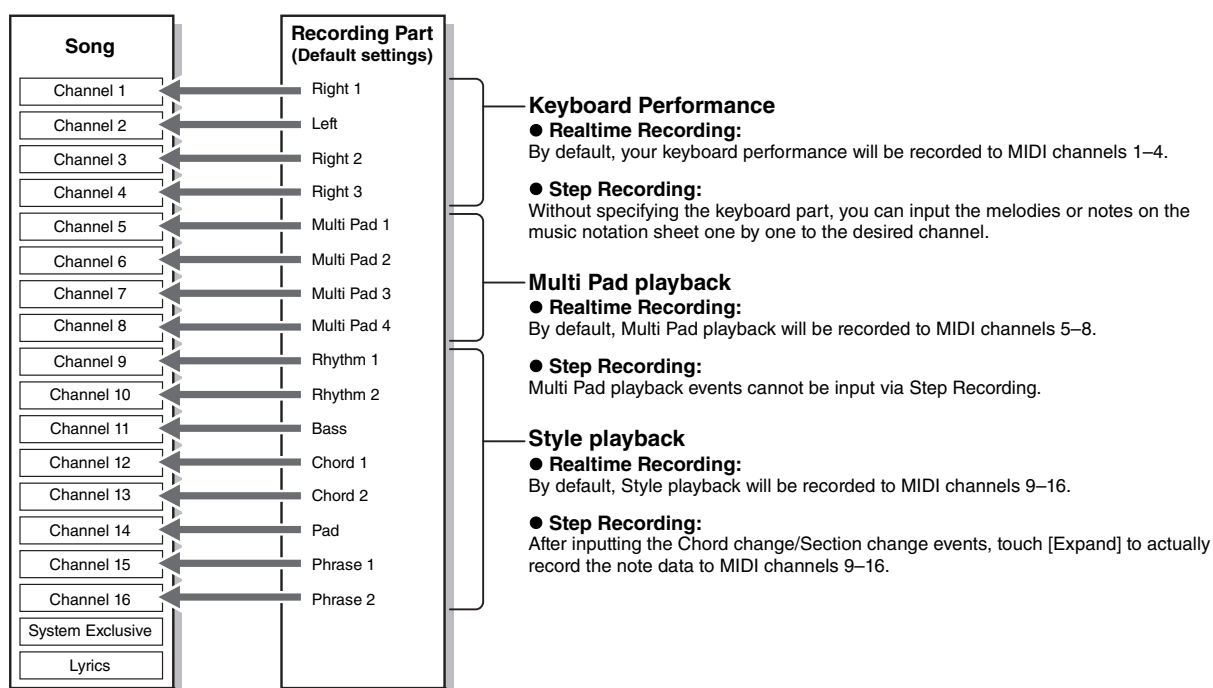 Song
Channel 1
Channel 2
Channel 3
Channel 4
Channel 5
Channel 6
Channel 7
Channel 8
Channel 9
Channel 10
Channel 11
Channel 12
Channel 13
Channel 14
Channel 15
Channel 16
System Exclusive
Lyrics
Recording Part
(Default settings)
Right 1
Left
Right 2
Right 3
Multi Pad 1
Multi Pad 2
Multi Pad 3
Multi Pad 4
Rhythm 1
Rhythm 2
Bass
Chord 1
Chord 2
Pad
Phrase 1
Phrase 2
Keyboard Performance
● Realtime Recording:
By default, your keyboard performance will be recorded to MIDI channels 1–4.
● Step Recording:
Without specifying the keyboard part, you can input the melodies or notes on the
music notation sheet one by one to the desired channel.
Multi Pad playback
● Realtime Recording:
By default, Multi Pad playback will be recorded to MIDI channels 5–8.
● Step Recording:
Multi Pad playback events cannot be input via Step Recording.
Style playback
● Realtime Recording:
By default, Style playback will be recorded to MIDI channels 9–16.
● Step Recording:
After inputting the Chord change/Section change events, touch [Expand] to actually
record the note data to MIDI channels 9–16.